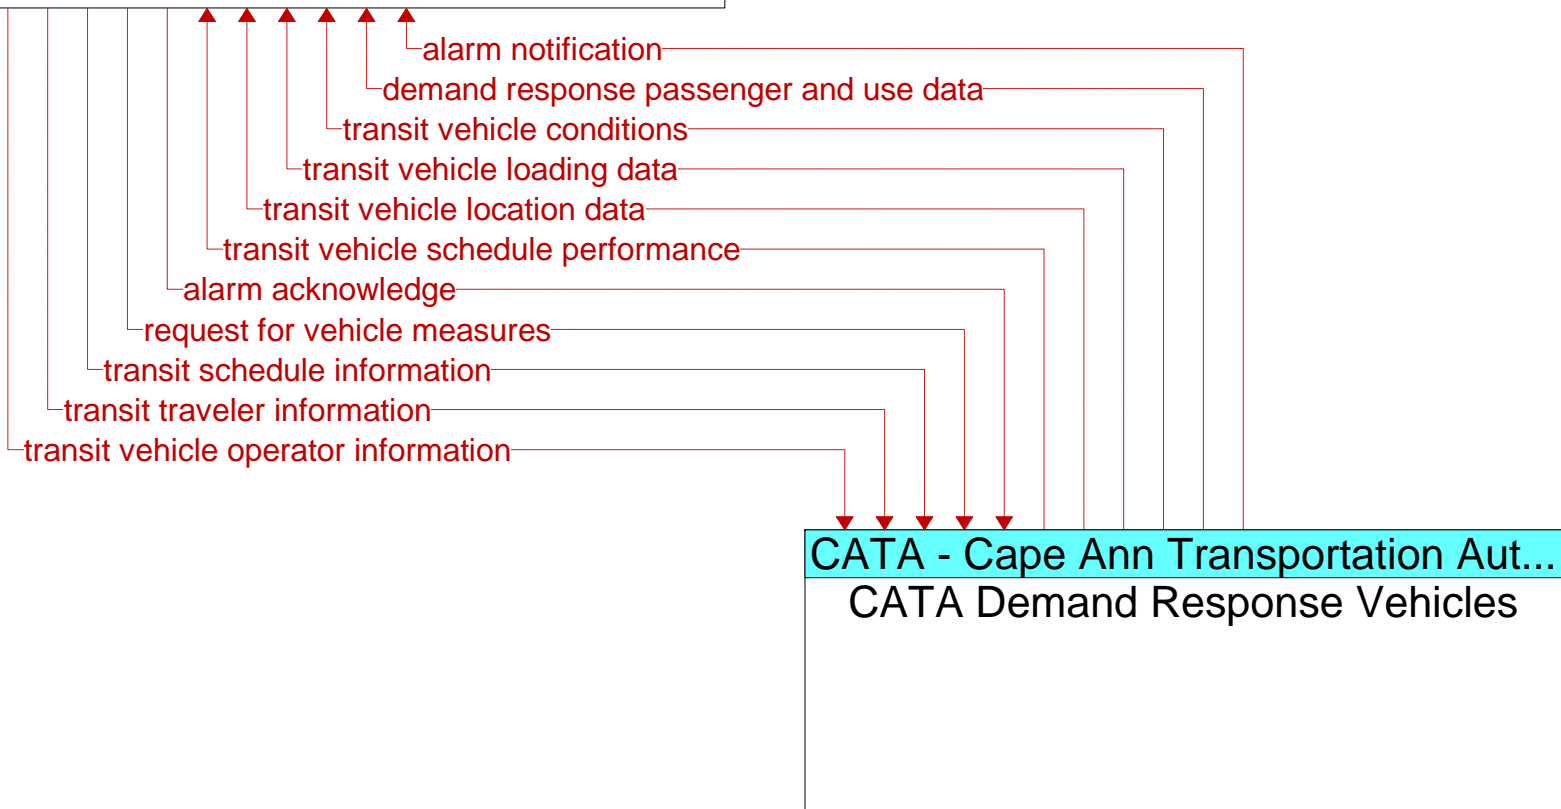 alarm notification
demand response passenger and use data
transit vehicle conditions
transit vehicle loading data
transit vehicle location data
transit vehicle schedule performance
alarm acknowledge
request for vehicle measures
transit schedule information
transit traveler information
transit vehicle operator information
CATA - Cape Ann Transportation Aut...
CATA Demand Response Vehicles